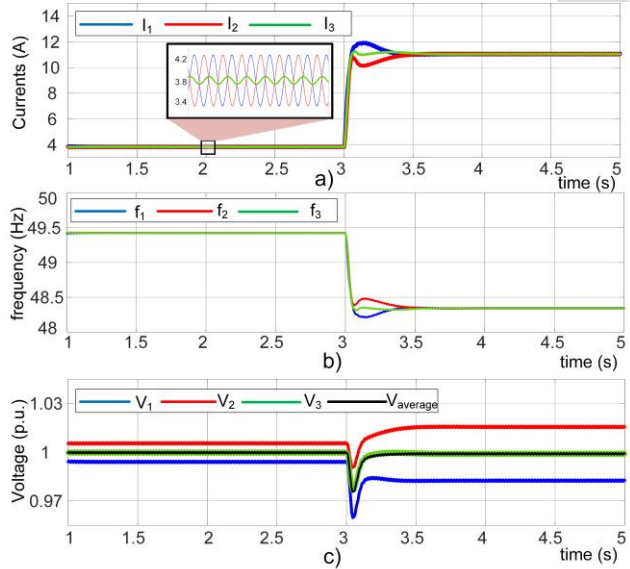 14
I₁ I₂ I₃
12
10
Currents (A)
8
4.2
6
3.8
3.4
4
2
1 1.5 2 2.5 3 3.5 4 4.5 5
time (s)
a)
50
f₁ f₂ f₃
49.5
frequency (Hz)
49
48.5
48
1 1.5 2 2.5 3 3.5 4 4.5 5
time (s)
b)
V₁ V₂ V₃ Vaverage
1.03
Voltage (p.u.)
1
0.97
1 1.5 2 2.5 3 3.5 4 4.5 5
time (s)
c)